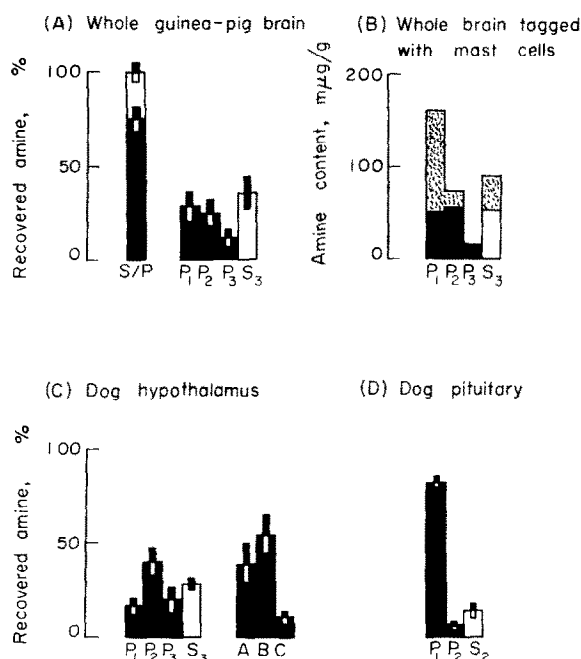 (A) Whole guinea-pig brain
Recovered amine, %
100
50
0
S/P
P₁ P₂ P₃ S₃
(B) Whole brain tagged
with mast cells
Amine content, mμg/g
200
100
0
P₁ P₂ P₃ S₃
(C) Dog hypothalamus
Recovered amine, %
100
50
0
P₁ P₂ P₃ S₃
A B C
(D) Dog pituitary
P₁ P₂ S₂